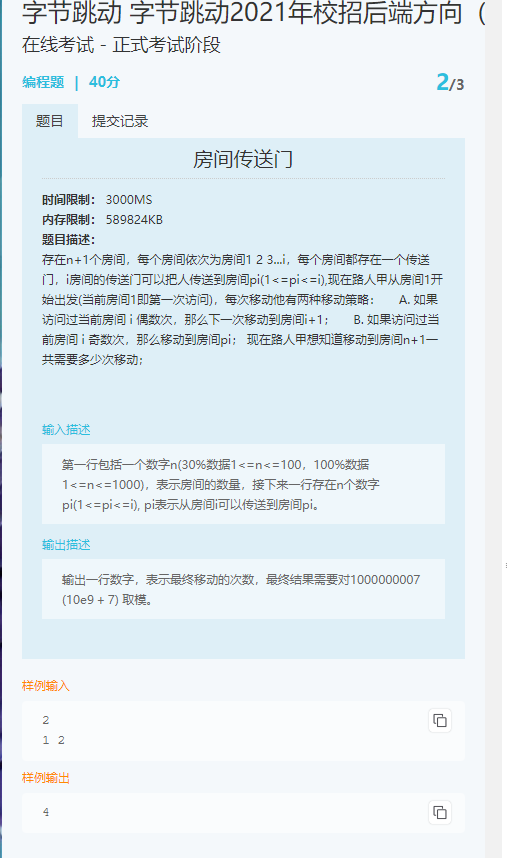 字节跳动 字节跳动2021年校招后端方向（
在线考试 - 正式考试阶段
编程题 | 40分
2/3
题目 提交记录
房间传送门
时间限制： 3000MS
内存限制： 589824KB
题目描述：
存在n+1个房间，每个房间依次为房间1 2 3...i，每个房间都存在一个传送
门，i房间的传送门可以把人传送到房间pi(1<=pi<=i),现在路人甲从房间1开
始出发(当前房间1即第一次访问)，每次移动他有两种移动策略： A. 如果
访问过当前房间 i 偶数次，那么下一次移动到房间i+1； B. 如果访问过当
前房间 i 奇数次，那么移动到房间pi； 现在路人甲想知道移动到房间n+1一
共需要多少次移动；
输入描述
第一行包括一个数字n(30%数据1<=n<=100，100%数据
1<=n<=1000)，表示房间的数量，接下来一行存在n个数字
pi(1<=pi<=i), pi表示从房间i可以传送到房间pi。
输出描述
输出一行数字，表示最终移动的次数，最终结果需要对1000000007
(10e9 + 7) 取模。
样例输入
2
1 2
样例输出
4